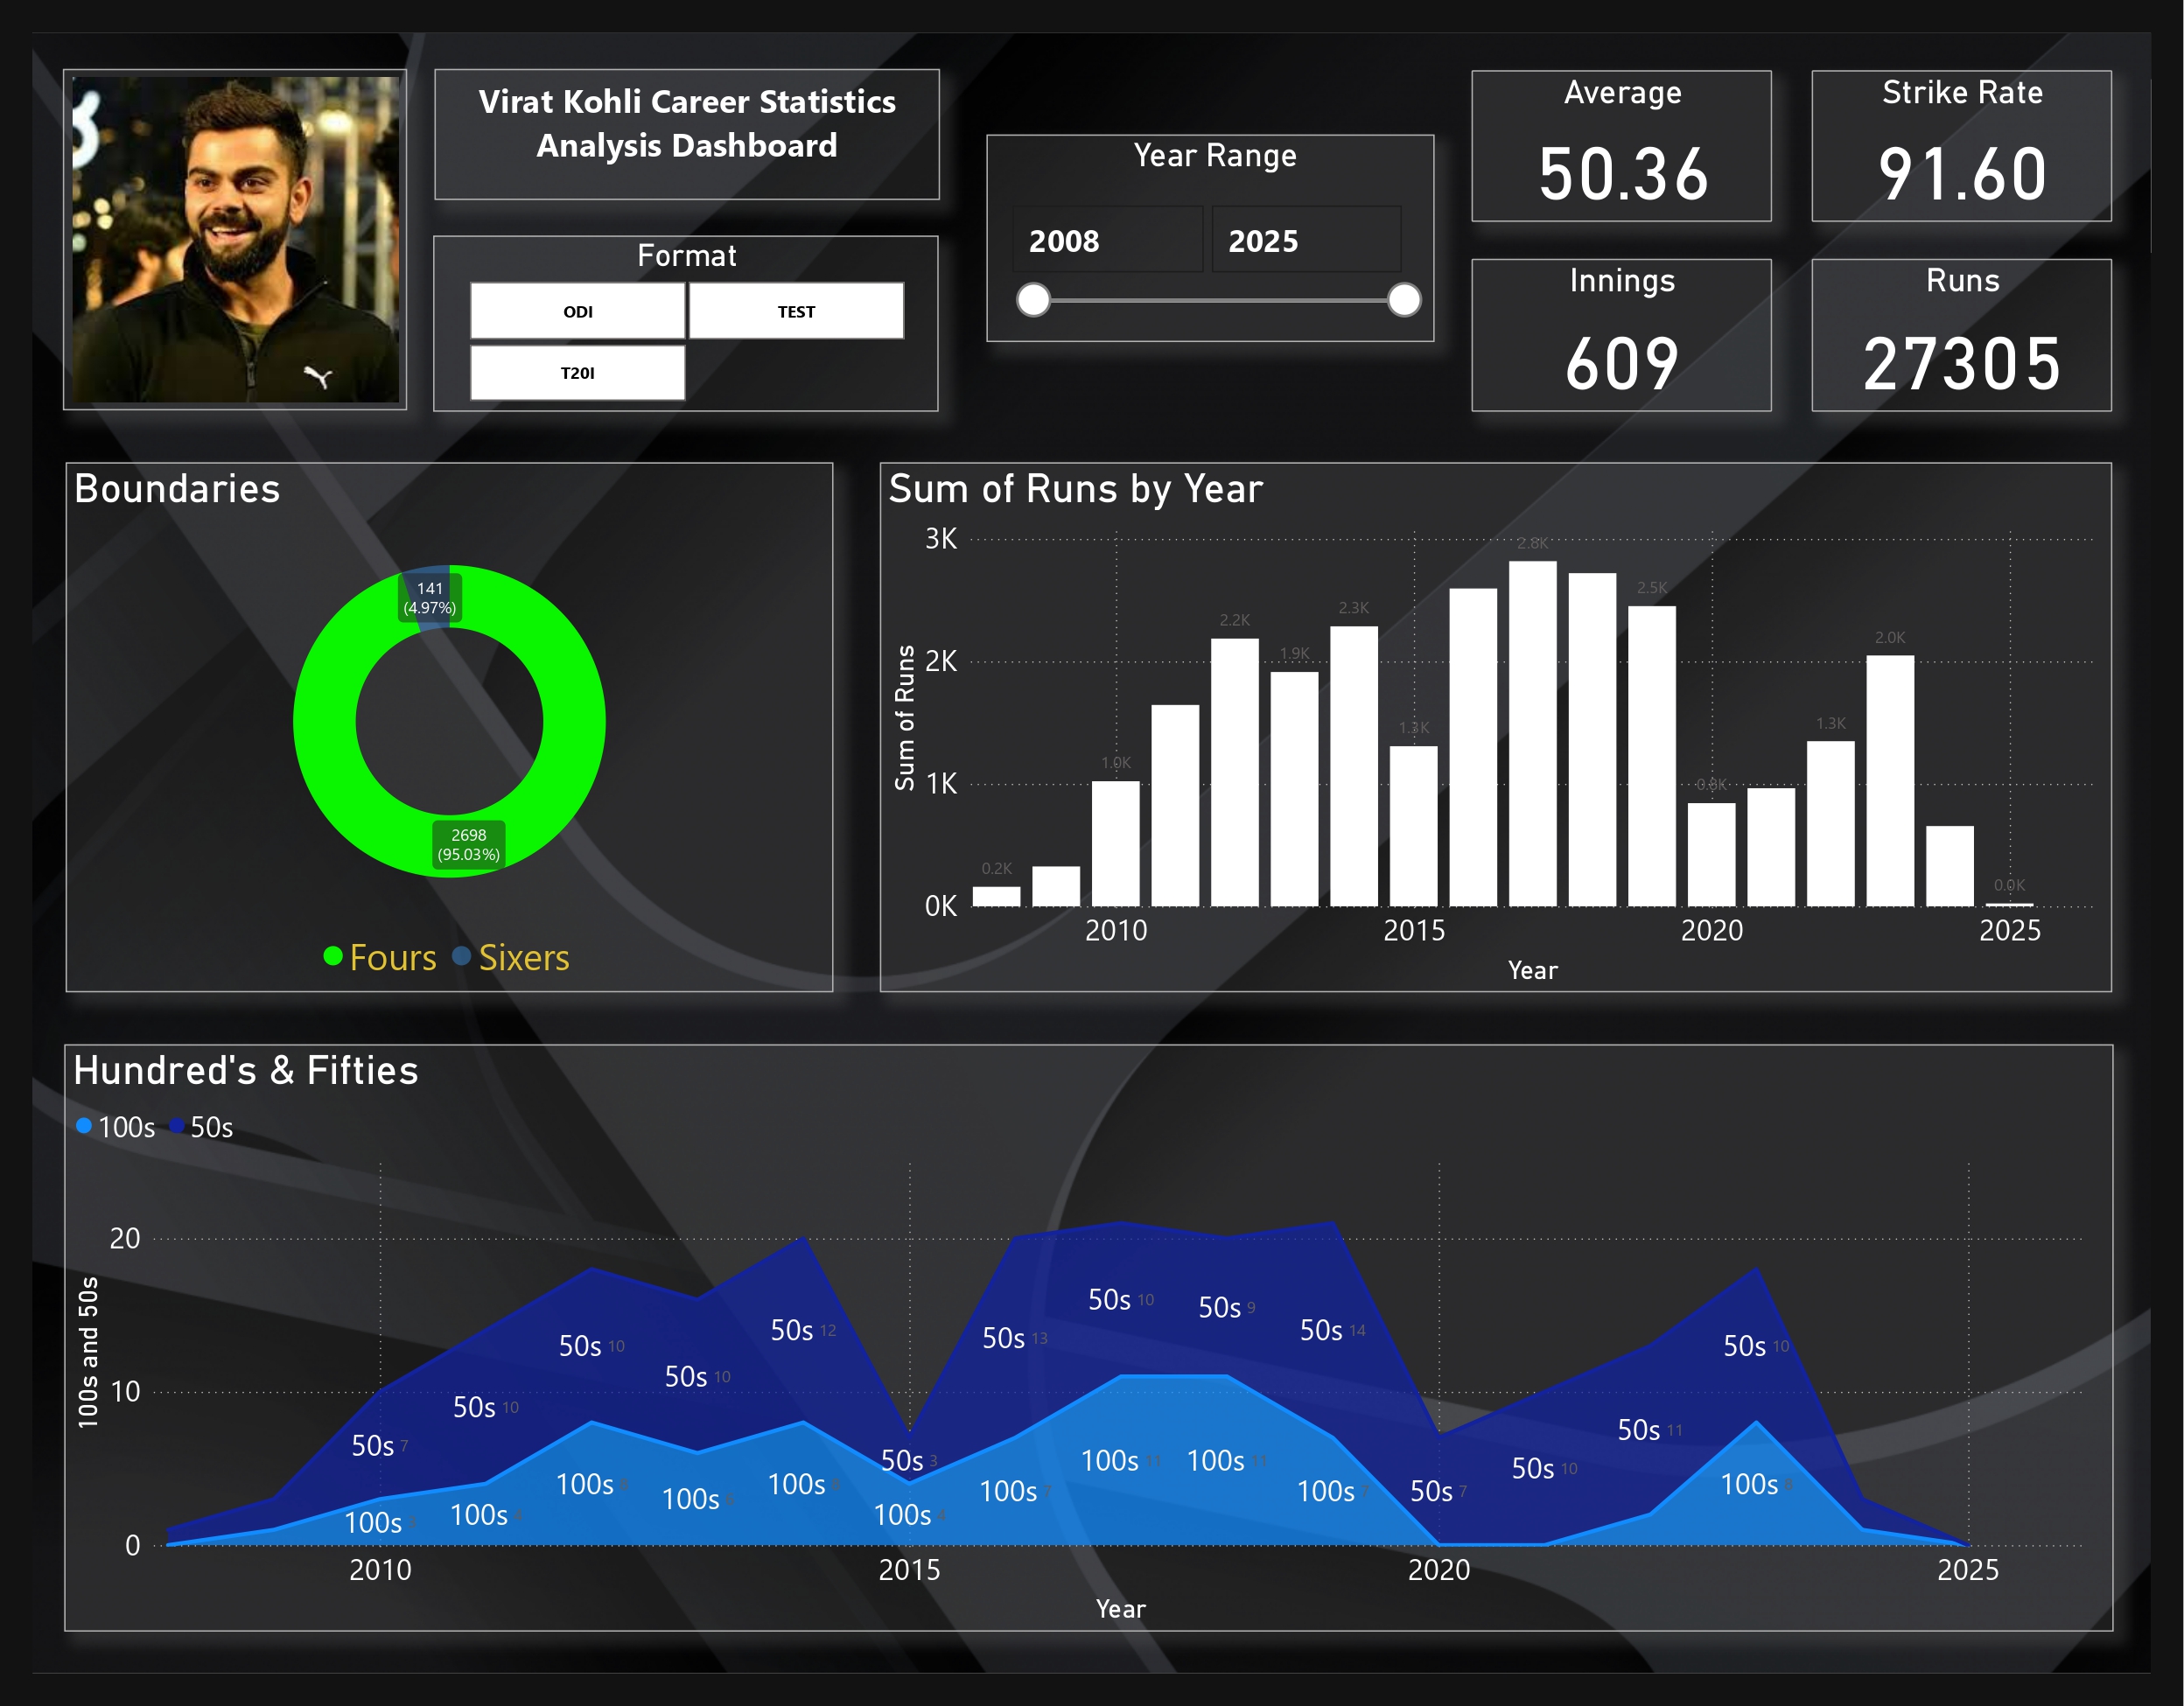 Virat Kohli Career Statistics
Analysis Dashboard
Format
ODI
TEST
T20I
Year Range
2008
2025
Average
50.36
Strike Rate
91.60
Innings
609
Runs
27305
Boundaries
141
(4.97%)
2698
(95.03%)
Fours
Sixers
Sum of Runs by Year
Sum of Runs
3K
2K
1K
0K
0.2K
1.0K
2.2K
1.9K
2.3K
1.3K
2.8K
2.5K
0.8K
1.3K
2.0K
0.0K
2010
2015
2020
2025
Year
Hundred's & Fifties
100s
50s
100s and 50s
20
10
0
50s 7
50s 10
50s 10
50s 10
50s 12
50s 3
50s 13
50s 10
50s 9
50s 14
50s 7
50s 10
50s 11
50s 10
100s
100s
100s
100s
100s
100s
100s 7
100s 11
100s 11
100s 7
100s
2010
2015
2020
2025
Year